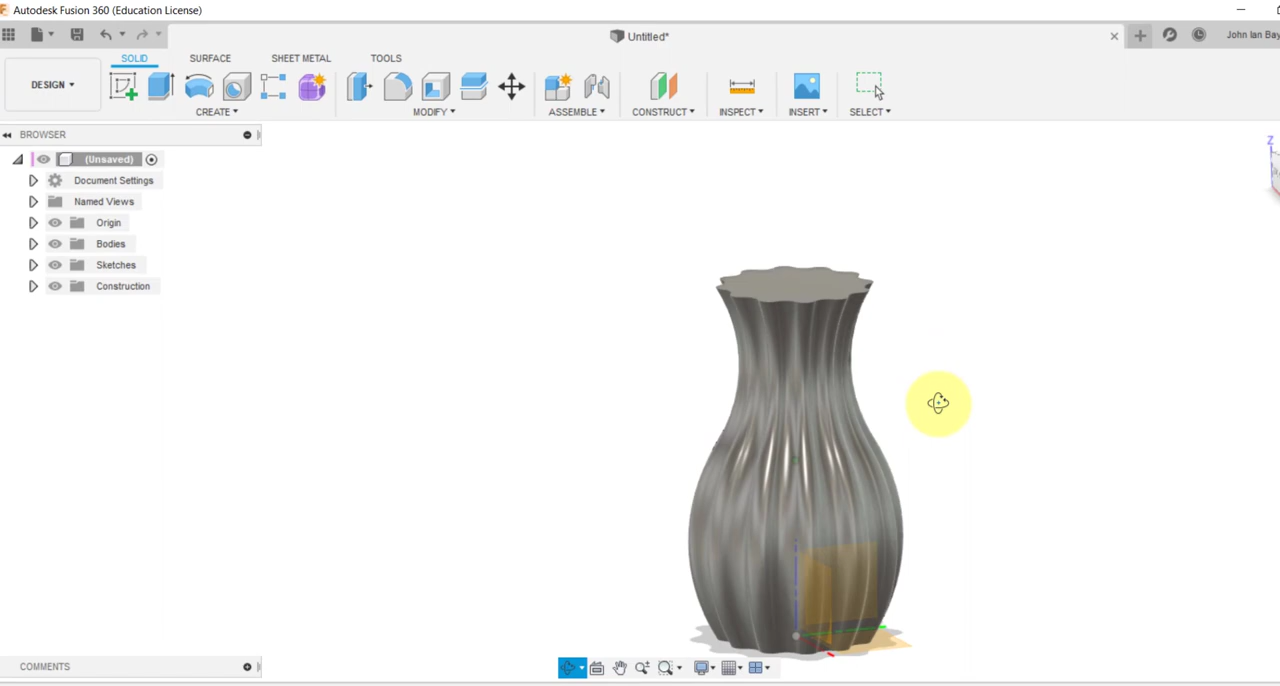 Autodesk Fusion 360 (Education License)
Untitled*
John Ian Bay
SOLID SURFACE SHEET METAL TOOLS
DESIGN
CREATE MODIFY ASSEMBLE CONSTRUCT INSPECT INSERT SELECT
BROWSER
(Unsaved)
Document Settings
Named Views
Origin
Bodies
Sketches
Construction
Z
COMMENTS